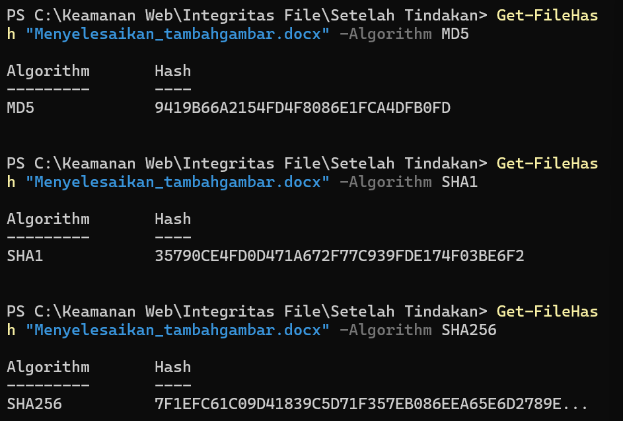 PS C:\Keamanan Web\Integritas File\Setelah Tindakan> Get-FileHas
h "Menyelesaikan_tambahgambar.docx" -Algorithm MD5
Algorithm Hash
--------- ----
MD5 9419B66A2154FD4F8086E1FCA4DFB0FD
PS C:\Keamanan Web\Integritas File\Setelah Tindakan> Get-FileHas
h "Menyelesaikan_tambahgambar.docx" -Algorithm SHA1
Algorithm Hash
--------- ----
SHA1 35790CE4FD0D471A672F77C939FDE174F03BE6F2
PS C:\Keamanan Web\Integritas File\Setelah Tindakan> Get-FileHas
h "Menyelesaikan_tambahgambar.docx" -Algorithm SHA256
Algorithm Hash
--------- ----
SHA256 7F1EFC61C09D41839C5D71F357EB086EEA65E6D2789E...